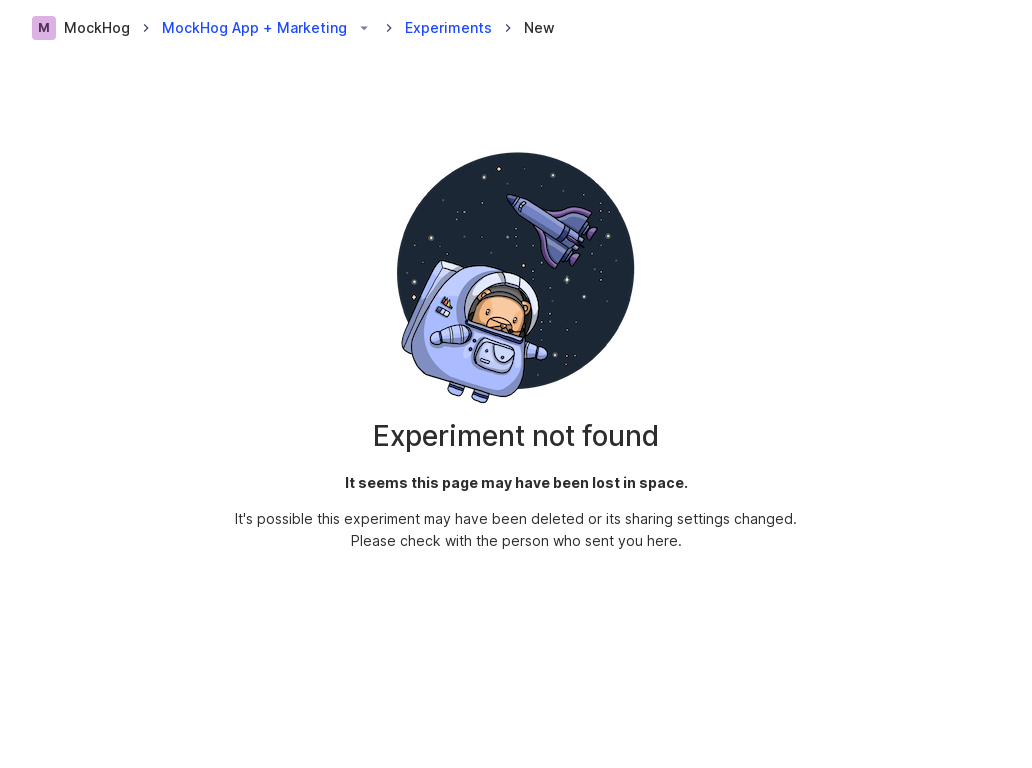 M MockHog MockHog App + Marketing Experiments New
Experiment not found
It seems this page may have been lost in space.
It's possible this experiment may have been deleted or its sharing settings changed.
Please check with the person who sent you here.